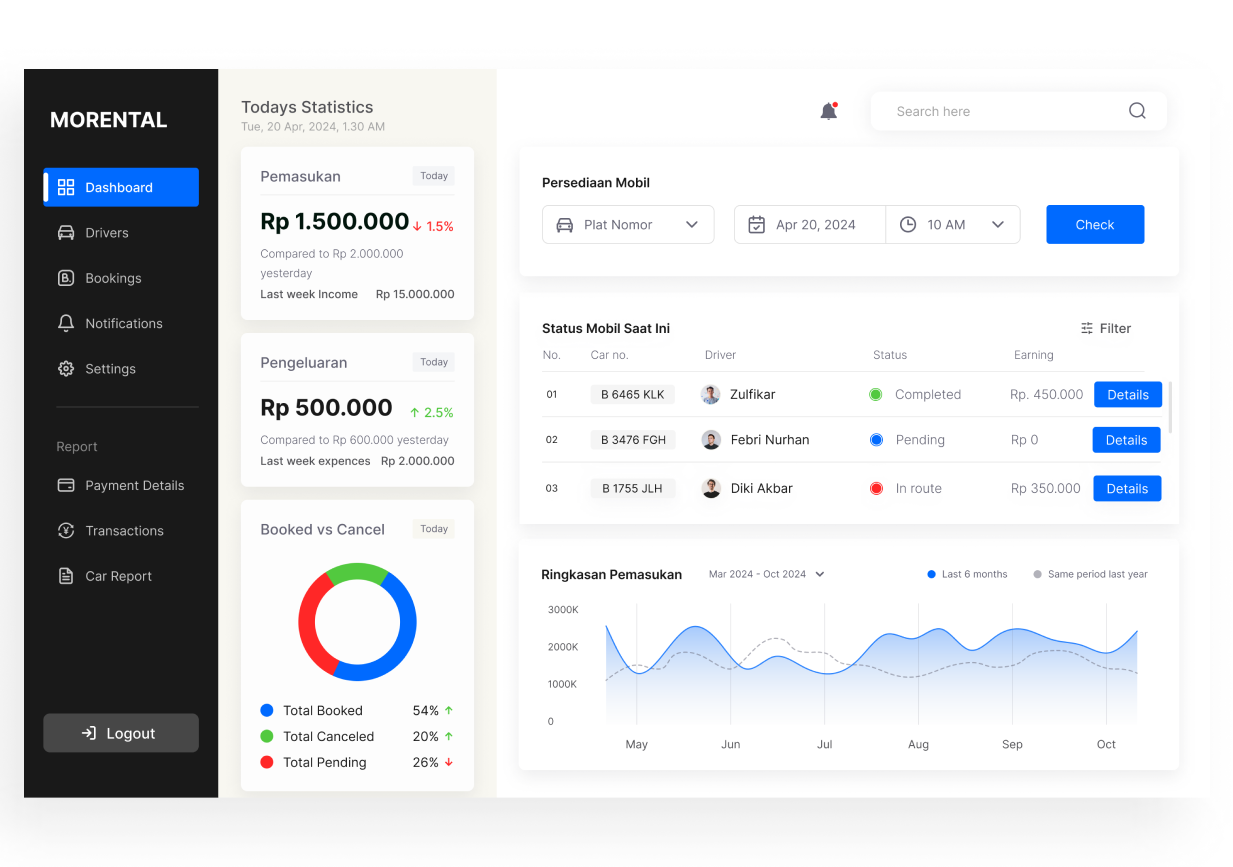 MORENTAL
Dashboard
Drivers
Bookings
Notifications
Settings
Report
Payment Details
Transactions
Car Report
Logout
Todays Statistics
Tue, 20 Apr, 2024, 1.30 AM
Pemasukan Today
Rp 1.500.000 ↓ 1.5%
Compared to Rp 2.000.000
yesterday
Last week Income Rp 15.000.000
Pengeluaran Today
Rp 500.000 ↑ 2.5%
Compared to Rp 600.000 yesterday
Last week expences Rp 2.000.000
Booked vs Cancel Today
Total Booked 54% ↑
Total Canceled 20% ↑
Total Pending 26% ↓
Search here
Persediaan Mobil
Plat Nomor Apr 20, 2024 10 AM Check
Status Mobil Saat Ini Filter
No. Car no. Driver Status Earning
01 B 6465 KLK Zulfikar Completed Rp. 450.000 Details
02 B 3476 FGH Febri Nurhan Pending Rp 0 Details
03 B 1755 JLH Diki Akbar In route Rp 350.000 Details
Ringkasan Pemasukan Mar 2024 - Oct 2024 Last 6 months Same period last year
3000K
2000K
1000K
0
May Jun Jul Aug Sep Oct